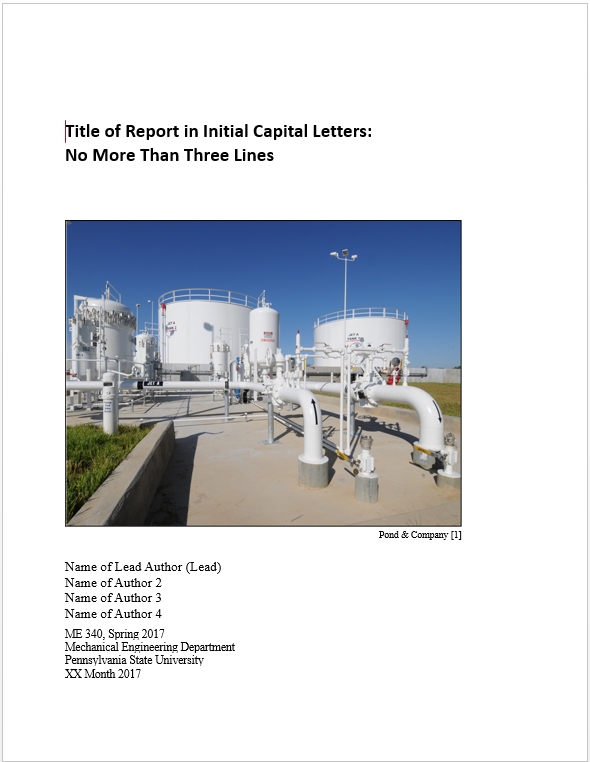 Title of Report in Initial Capital Letters:
No More Than Three Lines
JET A
Pond & Company [1]
Name of Lead Author (Lead)
Name of Author 2
Name of Author 3
Name of Author 4
ME 340, Spring 2017
Mechanical Engineering Department
Pennsylvania State University
XX Month 2017